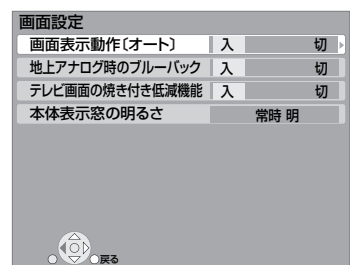 画面設定
画面表示動作〔オート〕 入 切
地上アナログ時のブルーバック 入 切
テレビ画面の焼き付き低減機能 入 切
本体表示窓の明るさ 常時 明
戻る